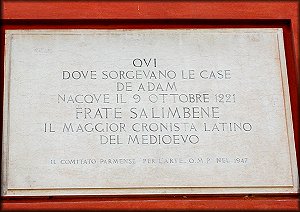 QVI
DOVE SORGEVANO LE CASE
DE ADAM
NACQVE IL 9 OTTOBRE 1221
FRATE SALIMBENE
IL MAGGIOR CRONISTA LATINO
DEL MEDIOEVO
IL COMITATO PARMENSE PER L'ARTE O.M.P. NEL 1947